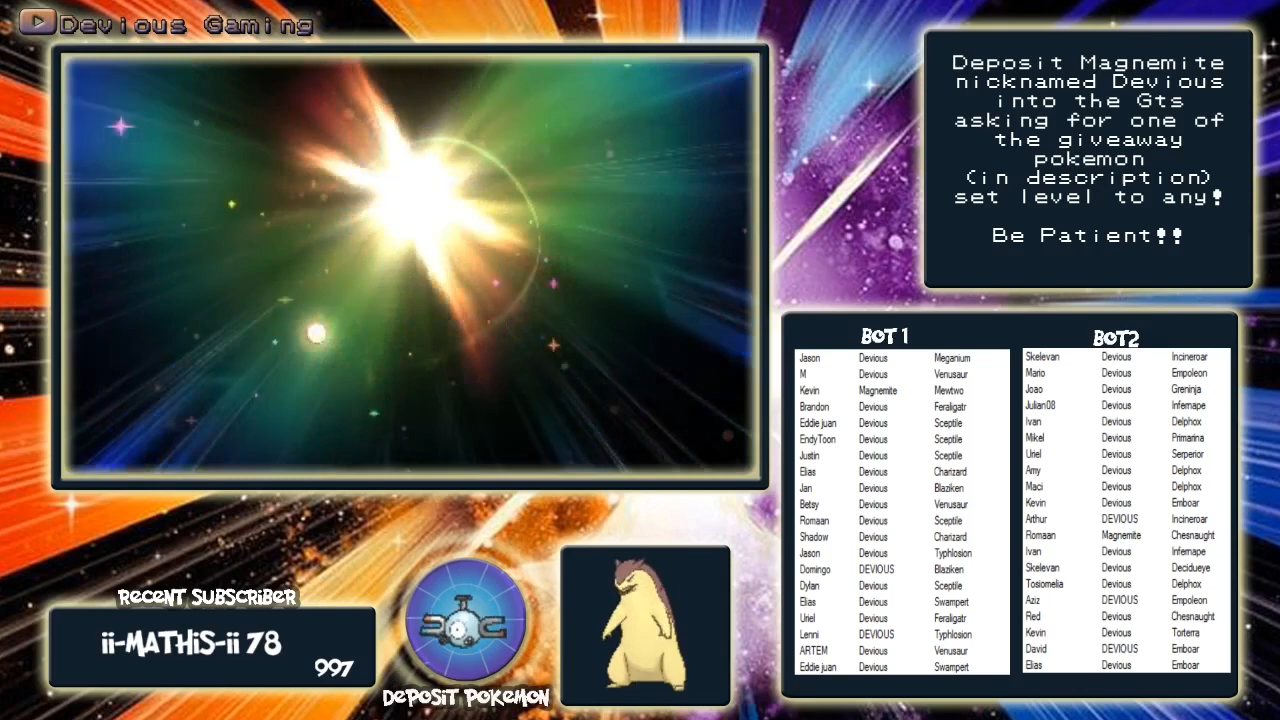 Devious Gaming
Deposit Magnemite
nicknamed Devious
into the Gts
asking for one of
the giveaway
pokemon
(in description)
set level to any!
Be Patient!!
BOT 1
Jason Devious Meganium
M Devious Venusaur
Kevin Magnemite Mewtwo
Brandon Devious Feraligatr
Eddie juan Devious Sceptile
EndyToon Devious Sceptile
Justin Devious Sceptile
Elias Devious Charizard
Jan Devious Blaziken
Betsy Devious Venusaur
Romaan Devious Sceptile
Shadow Devious Charizard
Jason Devious Typhlosion
Domingo DEVIOUS Blaziken
Dylan Devious Sceptile
Elias Devious Swampert
Uriel Devious Feraligatr
Lenni DEVIOUS Typhlosion
ARTEM Devious Venusaur
Eddie juan Devious Swampert
BOT2
Skelevan Devious Incineroar
Mario Devious Empoleon
Joao Devious Greninja
Julian08 Devious Infernape
Ivan Devious Delphox
Mikel Devious Primarina
Uriel Devious Serperior
Amy Devious Delphox
Maci Devious Delphox
Kevin Devious Emboar
Arthur DEVIOUS Incineroar
Romaan Magnemite Chesnaught
Ivan Devious Infernape
Skelevan Devious Decidueye
Tosiomelia Devious Delphox
Aziz DEVIOUS Empoleon
Red Devious Chesnaught
Kevin Devious Torterra
David DEVIOUS Emboar
Elias Devious Emboar
RECENT SUBSCRIBER
ii-MATHiS-ii 78
997
DEPOSIT POKEMON